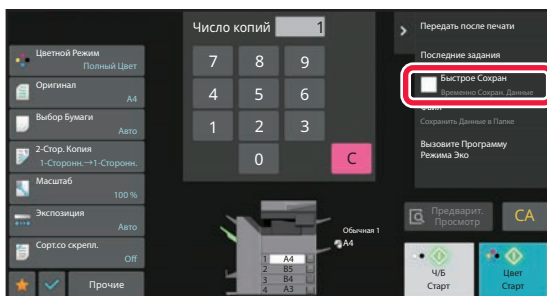 Цветной Режим
Полный Цвет
Оригинал
A4
Выбор Бумаги
Авто
2-Стор. Копия
1-Сторонн.→1-Сторонн.
Масштаб
100 %
Экспозиция
Авто
Сорт.со скрепл.
Off
Прочие
Число копий 1
7 8 9
4 5 6
1 2 3
0 C
Обычная 1
A4
1 A4
2 B5
3 B4
4 A3
Передать после печати
Последние задания
Быстрое Сохран
Временно Сохран. Данные
Файл
Сохранить Данные в Папке
Вызовите Программу
Режима Эко
Предварит.
Просмотр
CA
Ч/Б
Старт
Цвет
Старт